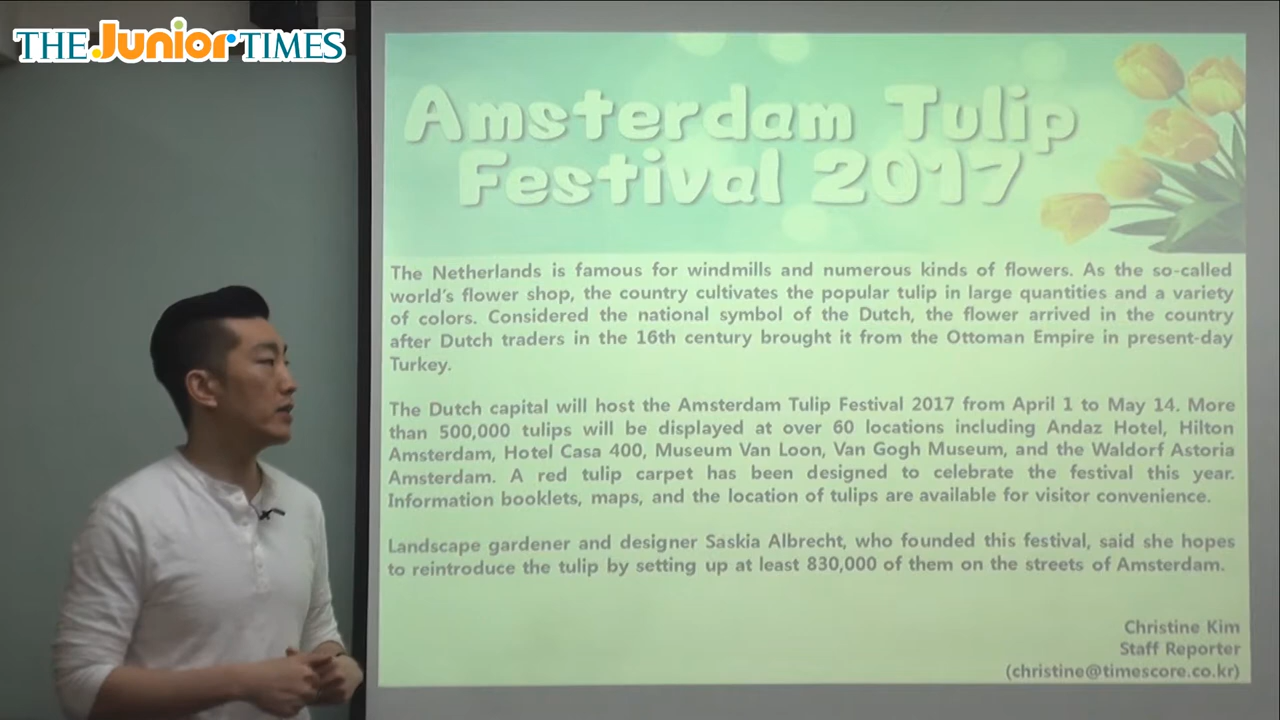 THE Junior TIMES
Amsterdam Tulip
Festival 2017
The Netherlands is famous for windmills and numerous kinds of flowers. As the so-called
world's flower shop, the country cultivates the popular tulip in large quantities and a variety
of colors. Considered the national symbol of the Dutch, the flower arrived in the country
after Dutch traders in the 16th century brought it from the Ottoman Empire in present-day
Turkey.
The Dutch capital will host the Amsterdam Tulip Festival 2017 from April 1 to May 14. More
than 500,000 tulips will be displayed at over 60 locations including Andaz Hotel, Hilton
Amsterdam, Hotel Casa 400, Museum Van Loon, Van Gogh Museum, and the Waldorf Astoria
Amsterdam. A red tulip carpet has been designed to celebrate the festival this year.
Information booklets, maps, and the location of tulips are available for visitor convenience.
Landscape gardener and designer Saskia Albrecht, who founded this festival, said she hopes
to reintroduce the tulip by setting up at least 830,000 of them on the streets of Amsterdam.
Christine Kim
Staff Reporter
(christine@timescore.co.kr)